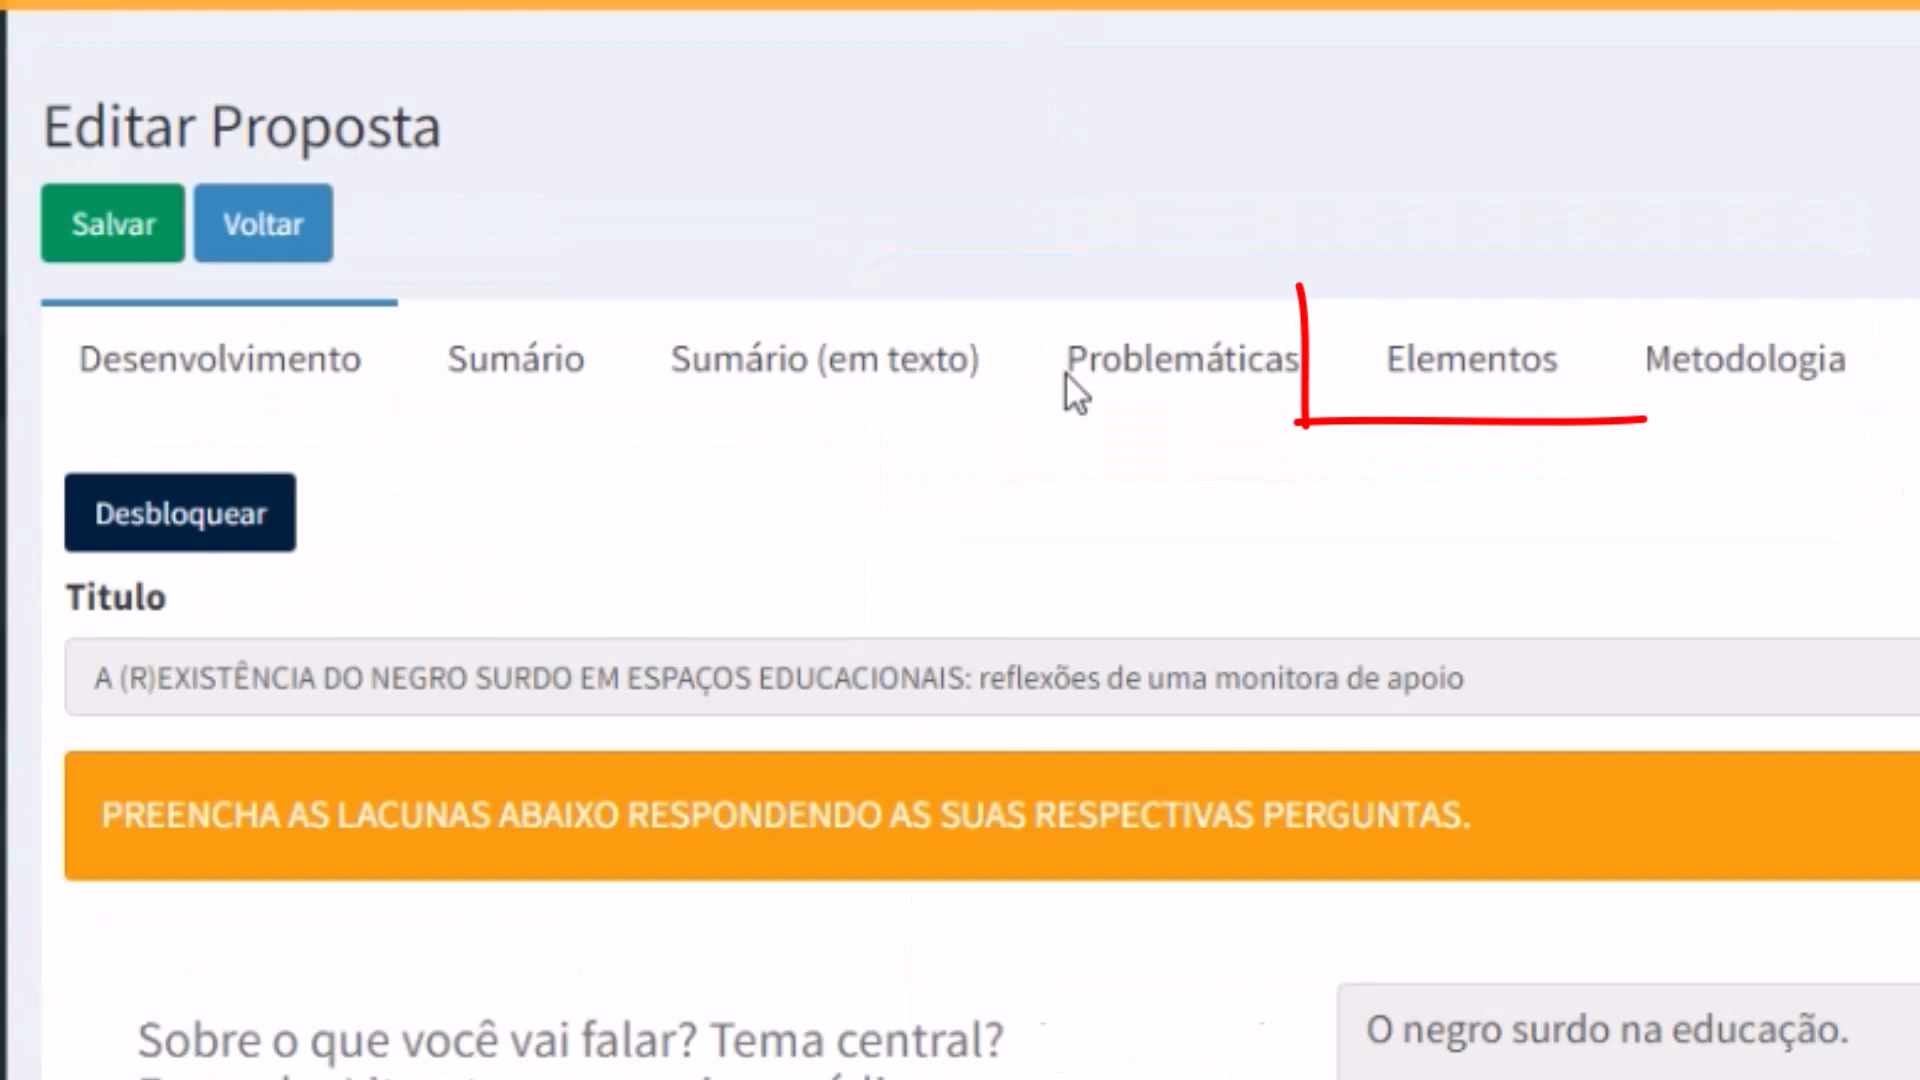 Editar Proposta
Salvar Voltar
Desenvolvimento Sumário Sumário (em texto) Problemáticas Elementos Metodologia
Desbloquear
Titulo
A (R)EXISTÊNCIA DO NEGRO SURDO EM ESPAÇOS EDUCACIONAIS: reflexões de uma monitora de apoio
PREENCHA AS LACUNAS ABAIXO RESPONDENDO AS SUAS RESPECTIVAS PERGUNTAS.
Sobre o que você vai falar? Tema central?
O negro surdo na educação.